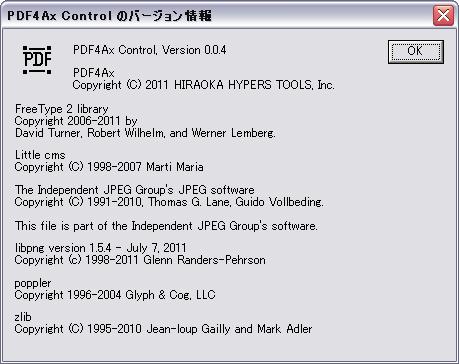 PDF4Ax Control のバージョン情報
PDF
PDF4Ax Control, Version 0.0.4
OK
PDF4Ax
Copyright (C) 2011 HIRAOKA HYPERS TOOLS, Inc.
FreeType 2 library
Copyright 2006-2011 by
David Turner, Robert Wilhelm, and Werner Lemberg.
Little cms
Copyright (C) 1998-2007 Marti Maria
The Independent JPEG Group's JPEG software
Copyright (C) 1991-2010, Thomas G. Lane, Guido Vollbeding.
This file is part of the Independent JPEG Group's software.
libpng version 1.5.4 - July 7, 2011
Copyright (c) 1998-2011 Glenn Randers-Pehrson
poppler
Copyright 1996-2004 Glyph & Cog, LLC
zlib
Copyright (C) 1995-2010 Jean-loup Gailly and Mark Adler